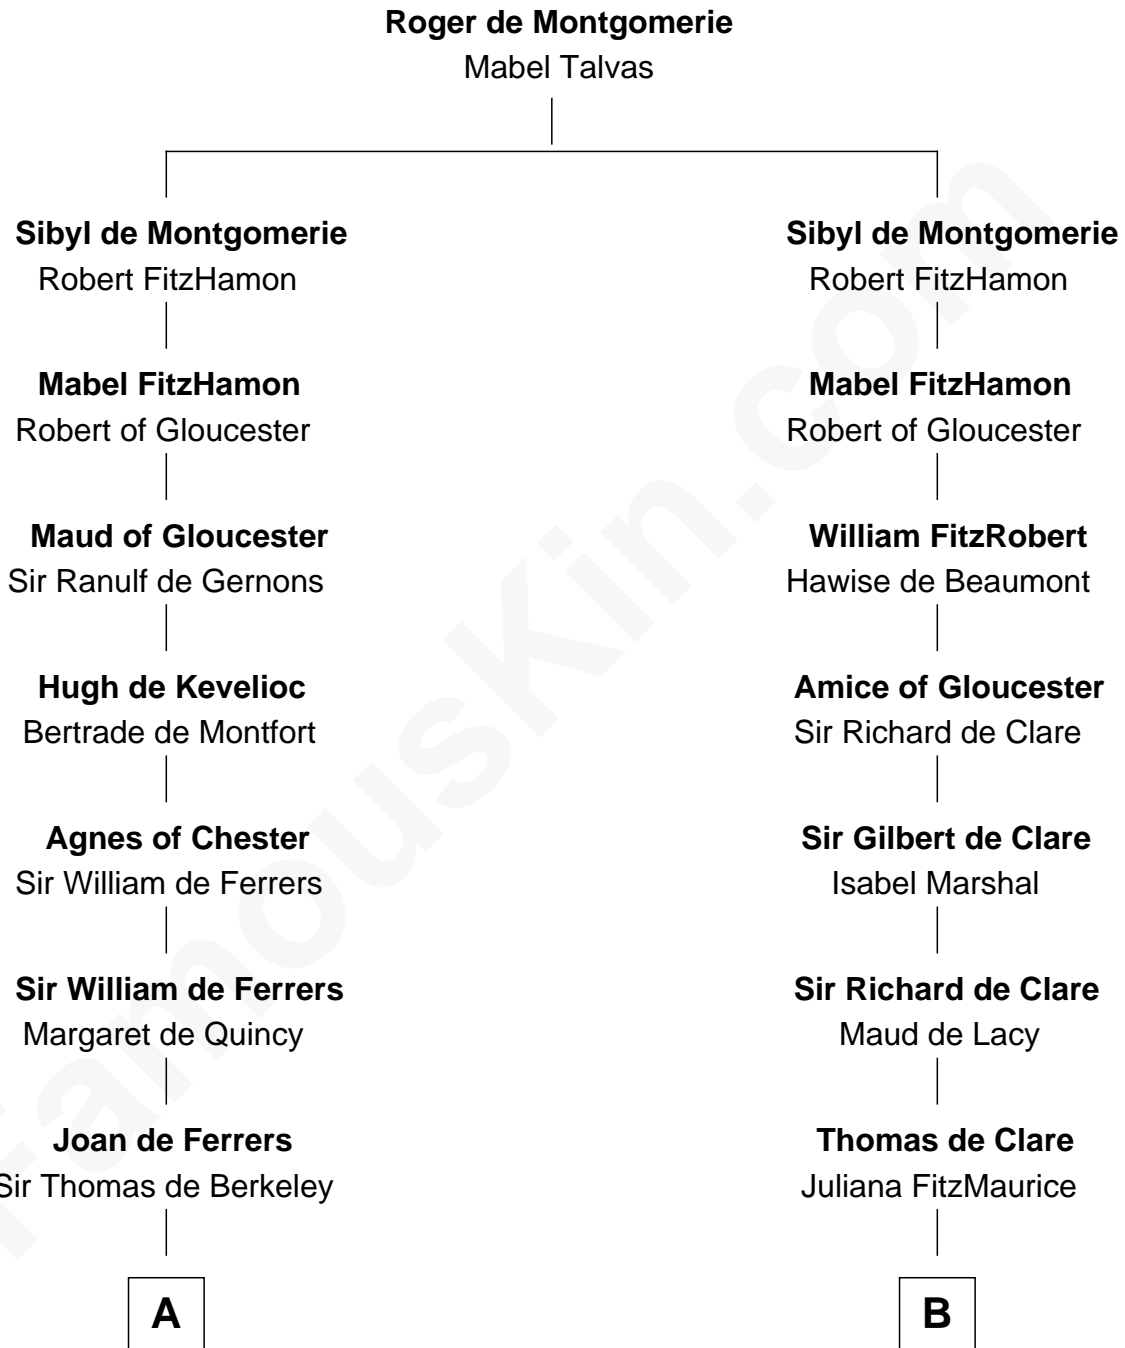 Roger de Montgomerie
Mabel Talvas
Sibyl de Montgomerie
Robert FitzHamon
Mabel FitzHamon
Robert of Gloucester
Maud of Gloucester
Sir Ranulf de Gernons
Hugh de Kevelioc
Bertrade de Montfort
Agnes of Chester
Sir William de Ferrers
Sir William de Ferrers
Margaret de Quincy
Joan de Ferrers
Sir Thomas de Berkeley
A
Sibyl de Montgomerie
Robert FitzHamon
Mabel FitzHamon
Robert of Gloucester
William FitzRobert
Hawise de Beaumont
Amice of Gloucester
Sir Richard de Clare
Sir Gilbert de Clare
Isabel Marshal
Sir Richard de Clare
Maud de Lacy
Thomas de Clare
Juliana FitzMaurice
B
FamousKin.com